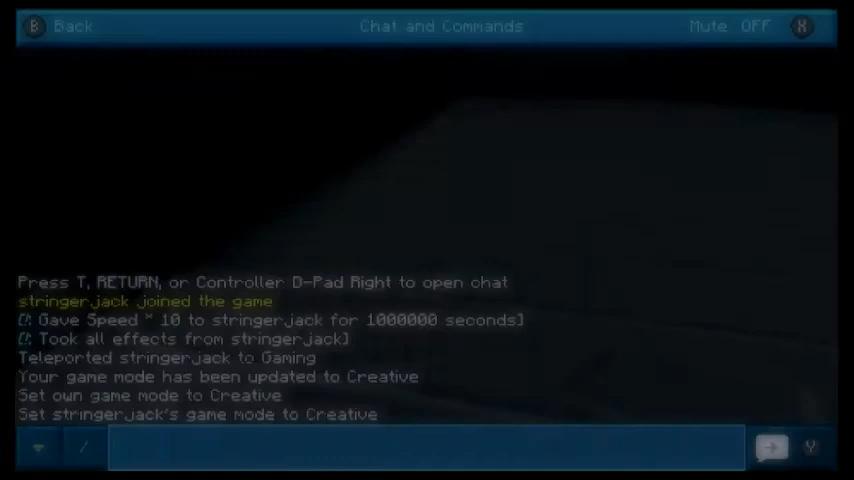 B Back Chat and Commands Mute OFF X
Press T, RETURN, or Controller D-Pad Right to open chat
stringerjack joined the game
[!: Gave Speed * 10 to stringerjack for 1000000 seconds]
[!: Took all effects from stringerjack]
Teleported stringerjack to Gaming
Your game mode has been updated to Creative
Set own game mode to Creative
Set stringerjack's game mode to Creative
/ Y